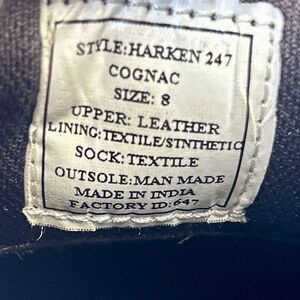 STYLE:HARKEN 247
COGNAC
SIZE: 8
UPPER: LEATHER
LINING:TEXTILE/SYNTHETIC
SOCK:TEXTILE
OUTSOLE:MAN MADE
MADE IN INDIA
FACTORY ID:647